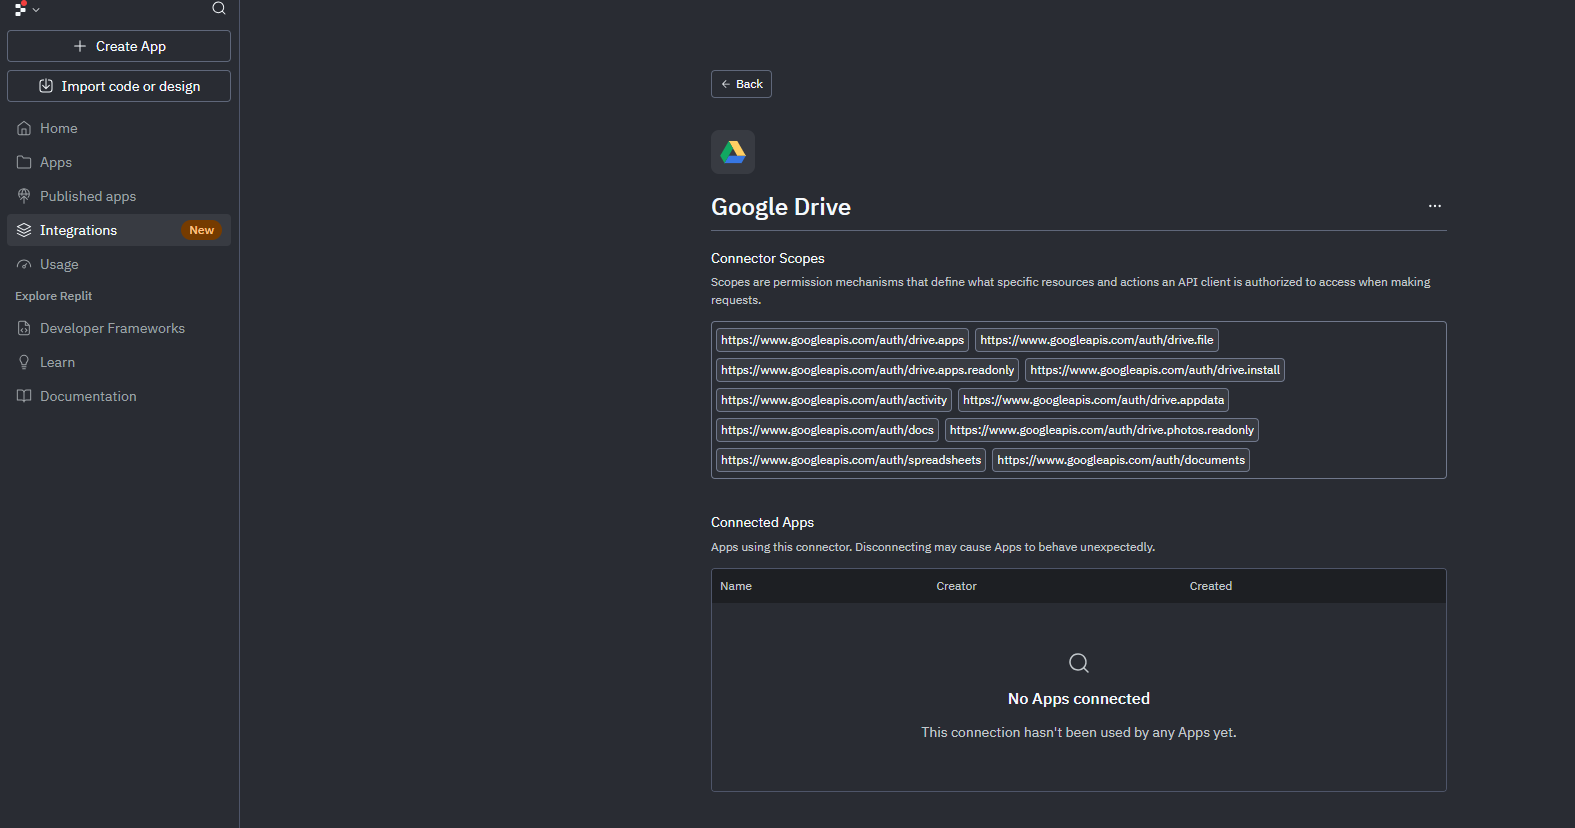 Create App
Import code or design
Home
Apps
Published apps
Integrations New
Usage
Explore Replit
Developer Frameworks
Learn
Documentation
Back
Google Drive
Connector Scopes
Scopes are permission mechanisms that define what specific resources and actions an API client is authorized to access when making
requests.
https://www.googleapis.com/auth/drive.apps https://www.googleapis.com/auth/drive.file
https://www.googleapis.com/auth/drive.apps.readonly https://www.googleapis.com/auth/drive.install
https://www.googleapis.com/auth/activity https://www.googleapis.com/auth/drive.appdata
https://www.googleapis.com/auth/docs https://www.googleapis.com/auth/drive.photos.readonly
https://www.googleapis.com/auth/spreadsheets https://www.googleapis.com/auth/documents
Connected Apps
Apps using this connector. Disconnecting may cause Apps to behave unexpectedly.
Name Creator Created
No Apps connected
This connection hasn't been used by any Apps yet.